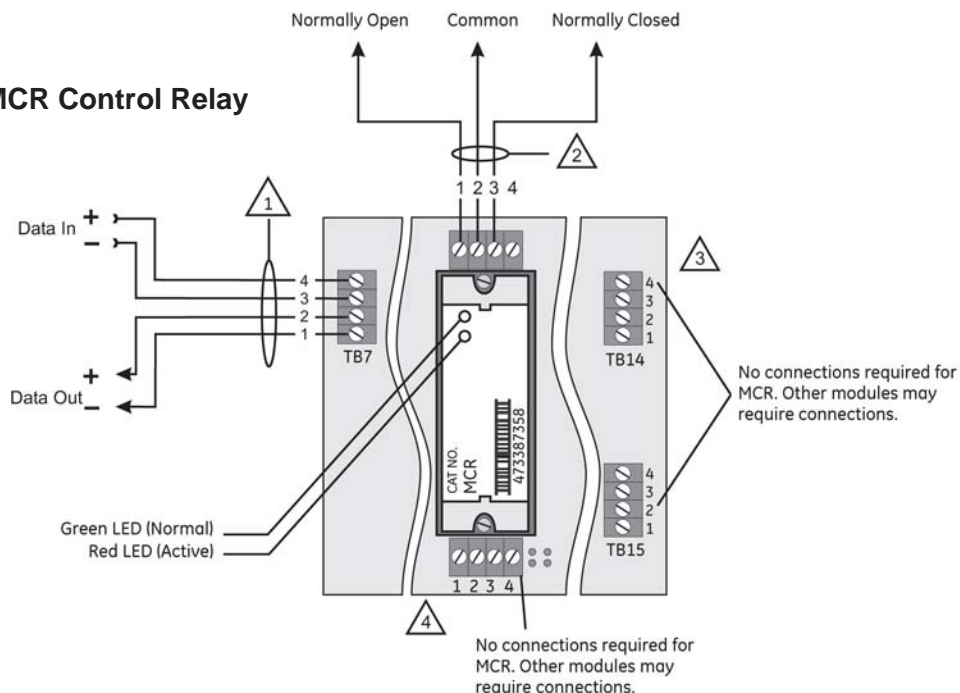 Normally Open Common Normally Closed
MCR Control Relay
2
1 2 3 4
1
Data In + −
3
4
3
2
1
TB7
4
3
2
1
TB14
No connections required for
MCR. Other modules may
require connections.
Data Out + −
CAT NO.
MCR
473387358
4
3
2
1
TB15
Green LED (Normal)
Red LED (Active)
1 2 3 4
4
No connections required for
MCR. Other modules may
require connections.